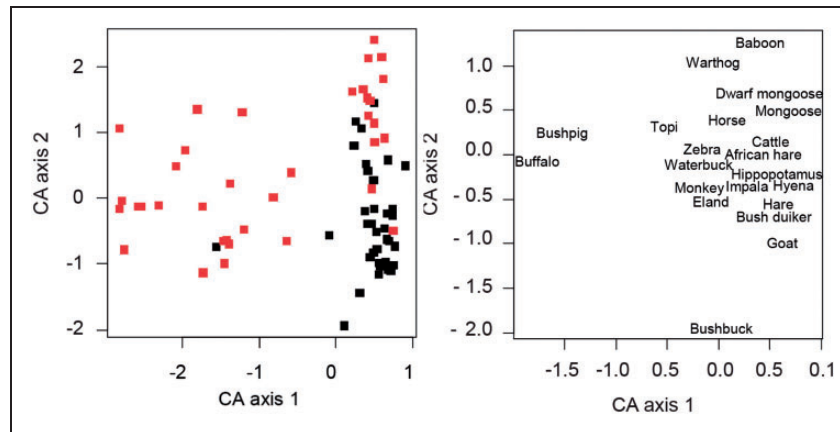 2
1
0
-1
-2
CA axis 2
-2
-1
0
1
CA axis 1
1.0
0.5
0.0
- 0.5
- 1.0
- 1.5
- 2.0
CA axis 2
Baboon
Warthog
Dwarf mongoose
Mongoose
Horse
Topi
Bushpig
Cattle
Zebra
African hare
Buffalo
Waterbuck
Hippopotamus
Monkey Impala Hyena
Eland
Hare
Bush duiker
Goat
Bushbuck
-1.5
-1.0
-0.5
0.0
0.5
0.1
CA axis 1